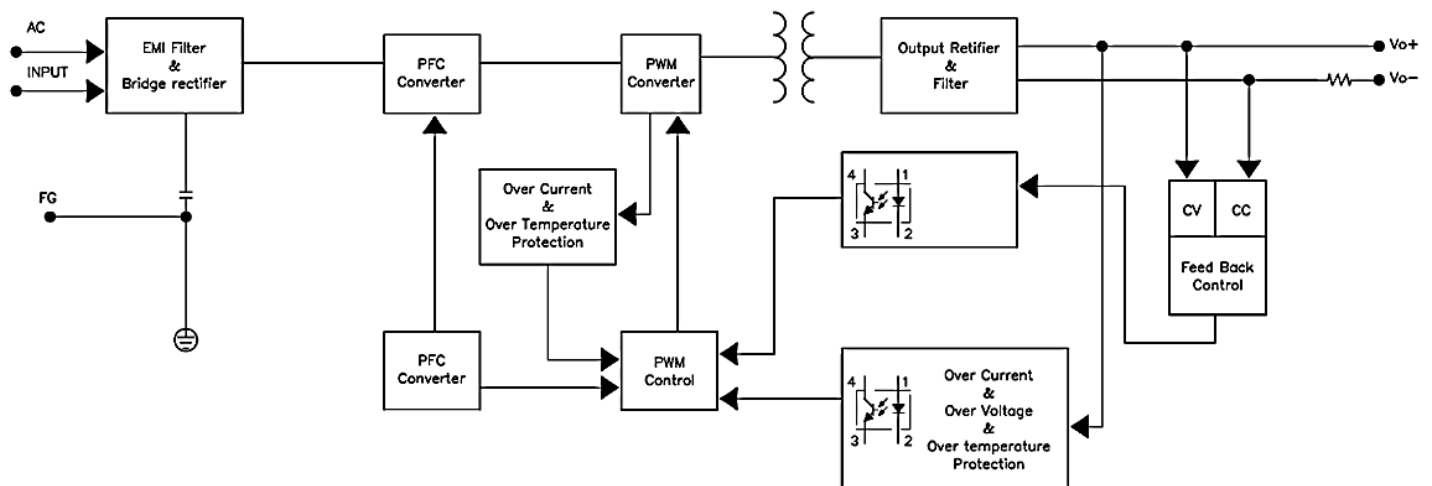 AC
INPUT
EMI Filter
&
Bridge rectifier
PFC
Converter
PWM
Converter
Output Retifier
&
Filter
Vo+
Vo-
FG
Over Current
&
Over Temperature
Protection
4
1
3
2
CV
CC
Feed Back
Control
PFC
Converter
PWM
Control
4
1
3
2
Over Current
&
Over Voltage
&
Over temperature
Protection